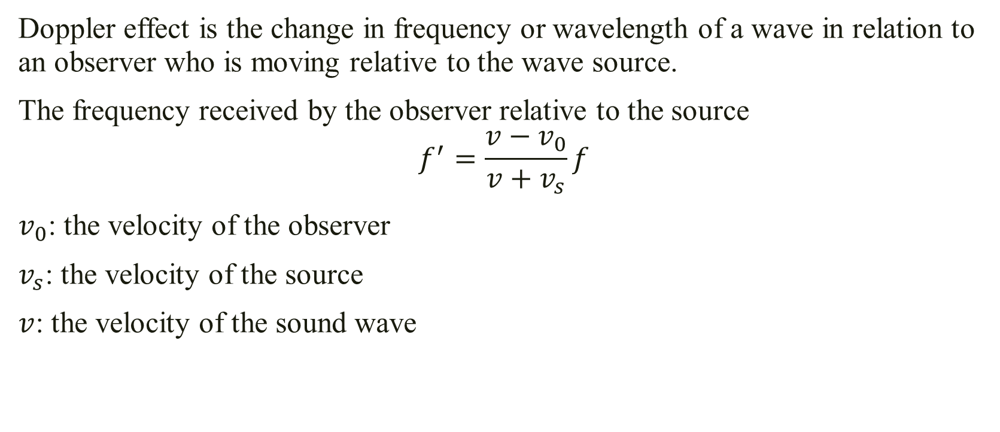 Doppler effect is the change in frequency or wavelength of a wave in relation to
an observer who is moving relative to the wave source.
The frequency received by the observer relative to the source
f′ = \frac{v − v_0}{v + v_s} f
v_0: the velocity of the observer
v_s: the velocity of the source
v: the velocity of the sound wave